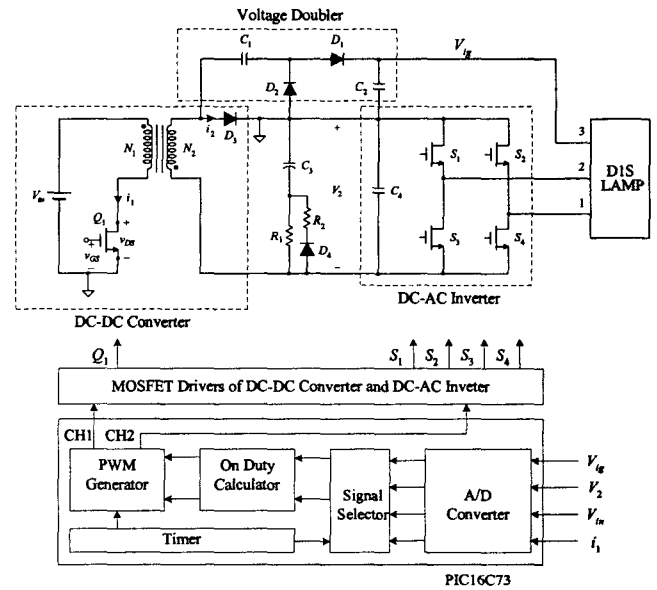 Voltage Doubler
C1
D1
Vig
D2
C2
N1
N2
i2
D3
Vin
i1
Q1
+
vDS
vGS
+
−
−
C3
+
V2
−
C4
R1
R2
D4
S1
S2
S3
S4
3
2
1
D1S
LAMP
DC-DC Converter
DC-AC Inverter
Q1
S1
S2
S3
S4
MOSFET Drivers of DC-DC Converter and DC-AC Inveter
CH1
CH2
PWM
Generator
On Duty
Calculator
Signal
Selector
A/D
Converter
Timer
Vig
V2
Vin
i1
PIC16C73